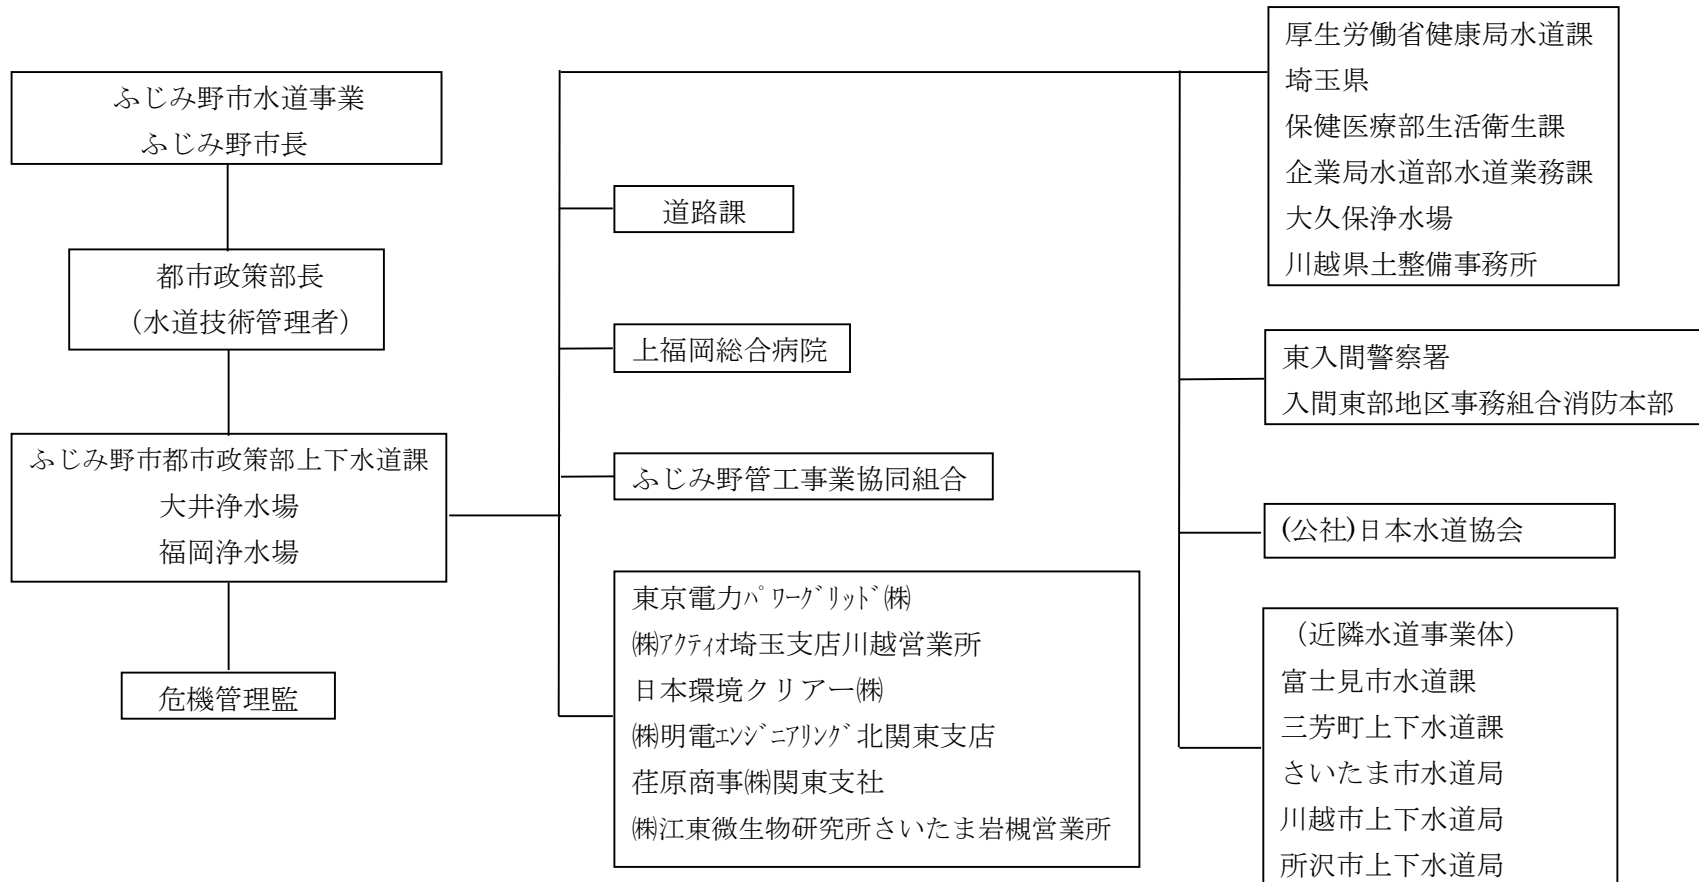 ふじみ野市水道事業
ふじみ野市長
都市政策部長
（水道技術管理者）
ふじみ野市都市政策部上下水道課
大井浄水場
福岡浄水場
危機管理監
道路課
上福岡総合病院
ふじみ野管工事業協同組合
東京電力ﾊﾟﾜｰｸﾞﾘｯﾄﾞ㈱
㈱ｱｸﾃｨｵ埼玉支店川越営業所
日本環境クリアー㈱
㈱明電ｴﾝｼﾞﾆｱﾘﾝｸﾞ北関東支店
荏原商事㈱関東支社
㈱江東微生物研究所さいたま岩槻営業所
厚生労働省健康局水道課
埼玉県
保健医療部生活衛生課
企業局水道部水道業務課
大久保浄水場
川越県土整備事務所
東入間警察署
入間東部地区事務組合消防本部
(公社)日本水道協会
（近隣水道事業体）
富士見市水道課
三芳町上下水道課
さいたま市水道局
川越市上下水道局
所沢市上下水道局